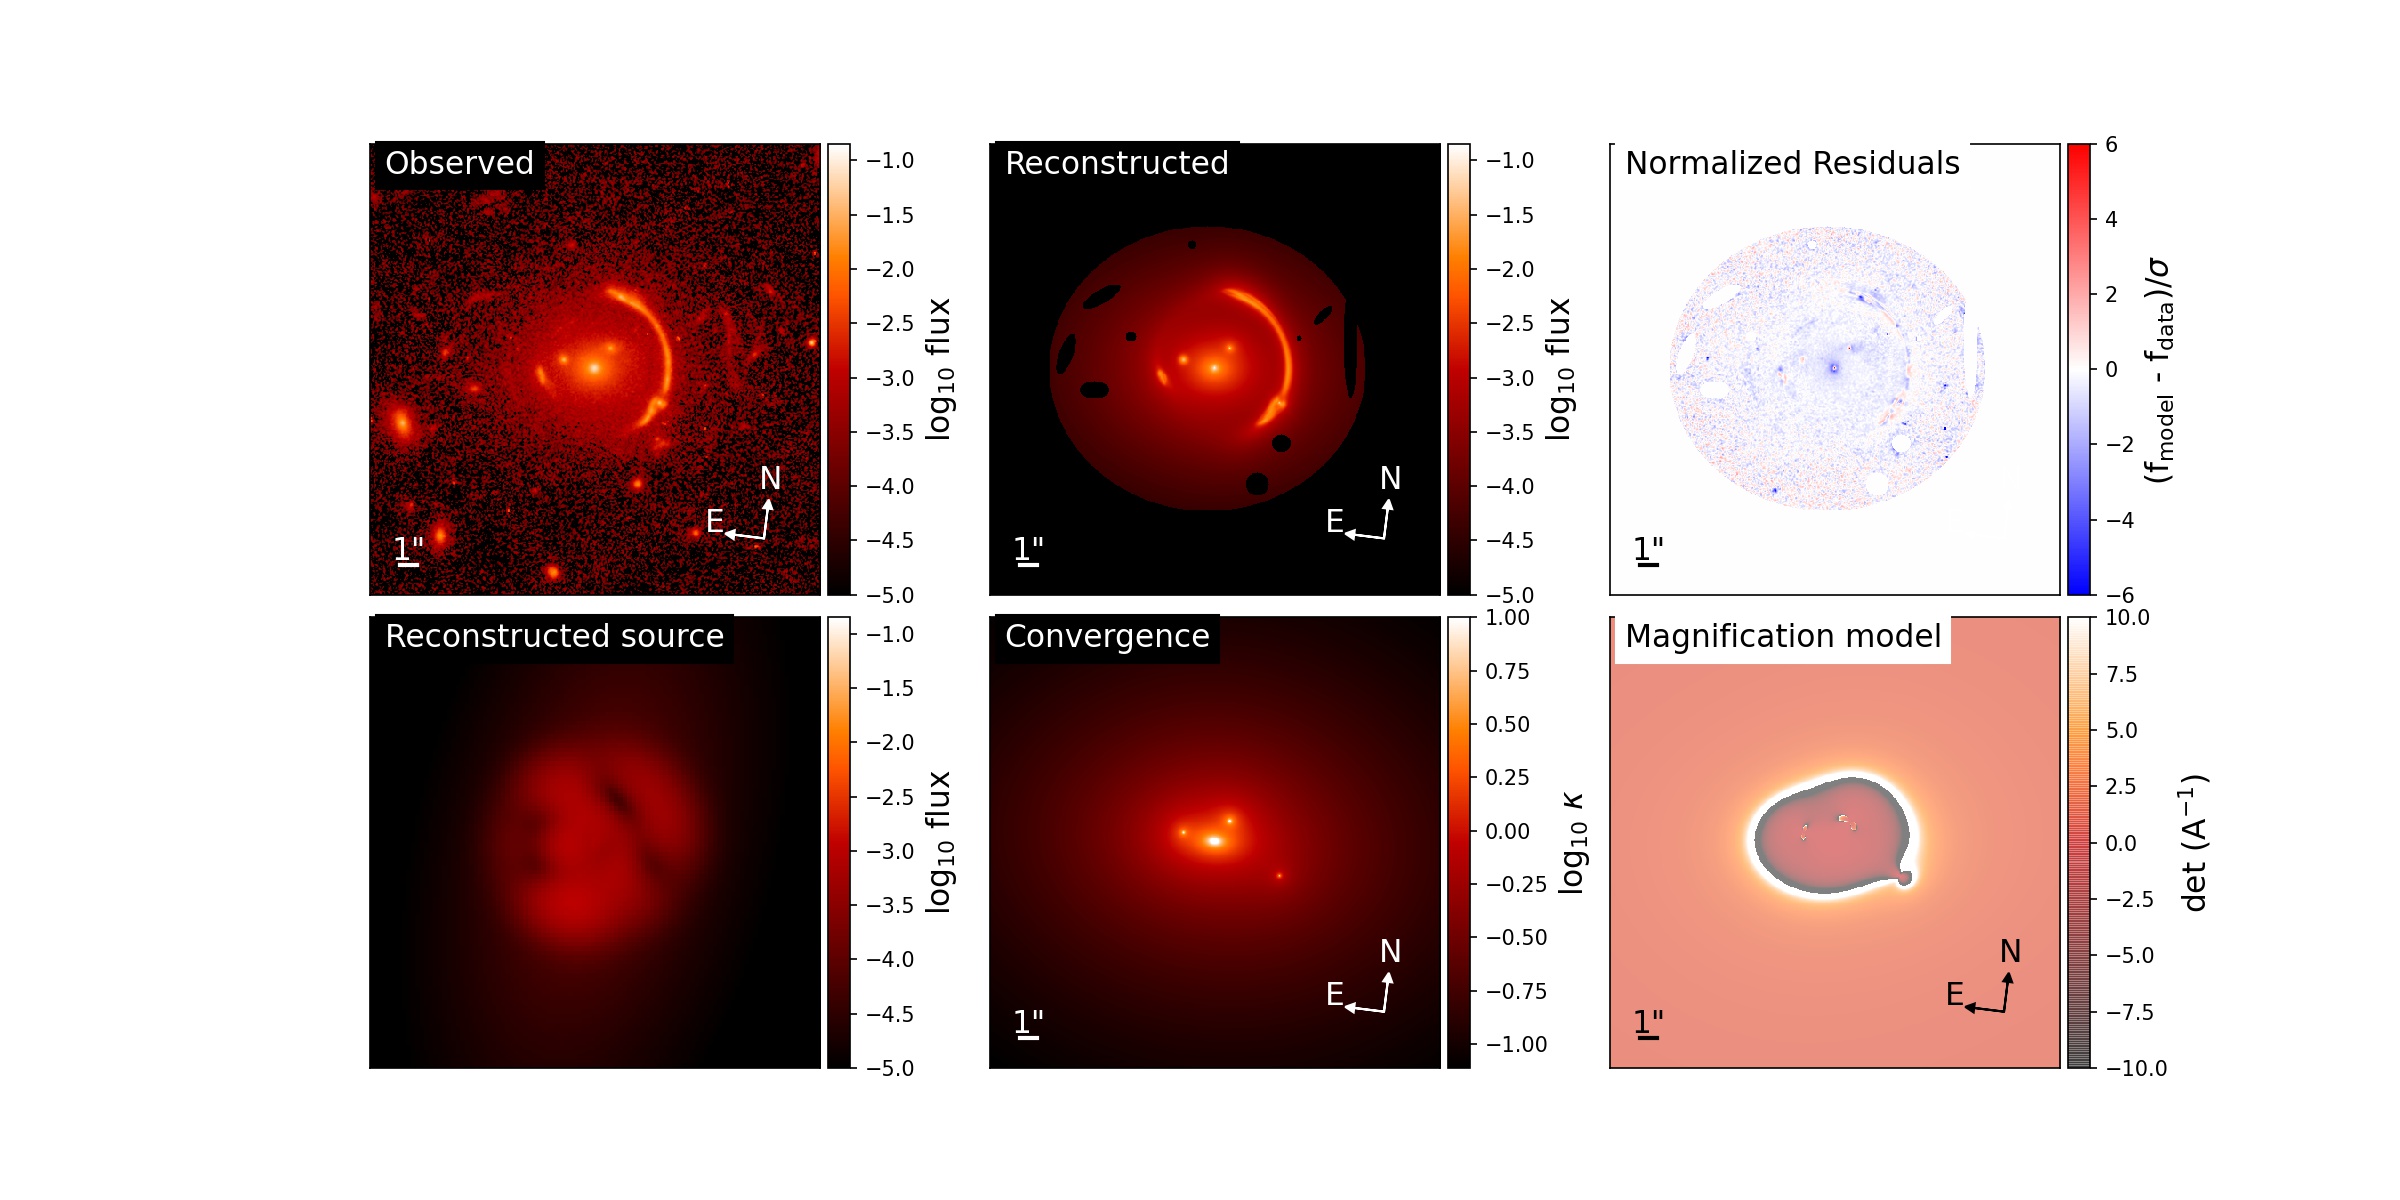 Observed
N
E
1"
−1.0
−1.5
−2.0
−2.5
−3.0
−3.5
−4.0
−4.5
−5.0
log10 flux
Reconstructed
N
E
1"
−1.0
−1.5
−2.0
−2.5
−3.0
−3.5
−4.0
−4.5
−5.0
log10 flux
Normalized Residuals
1"
6
4
2
0
−2
−4
−6
(fmodel - fdata)/σ
Reconstructed source
−1.0
−1.5
−2.0
−2.5
−3.0
−3.5
−4.0
−4.5
−5.0
log10 flux
Convergence
N
E
1"
1.00
0.75
0.50
0.25
0.00
−0.25
−0.50
−0.75
−1.00
log10 κ
Magnification model
N
E
1"
10.0
7.5
5.0
2.5
0.0
−2.5
−5.0
−7.5
−10.0
det (A⁻¹)